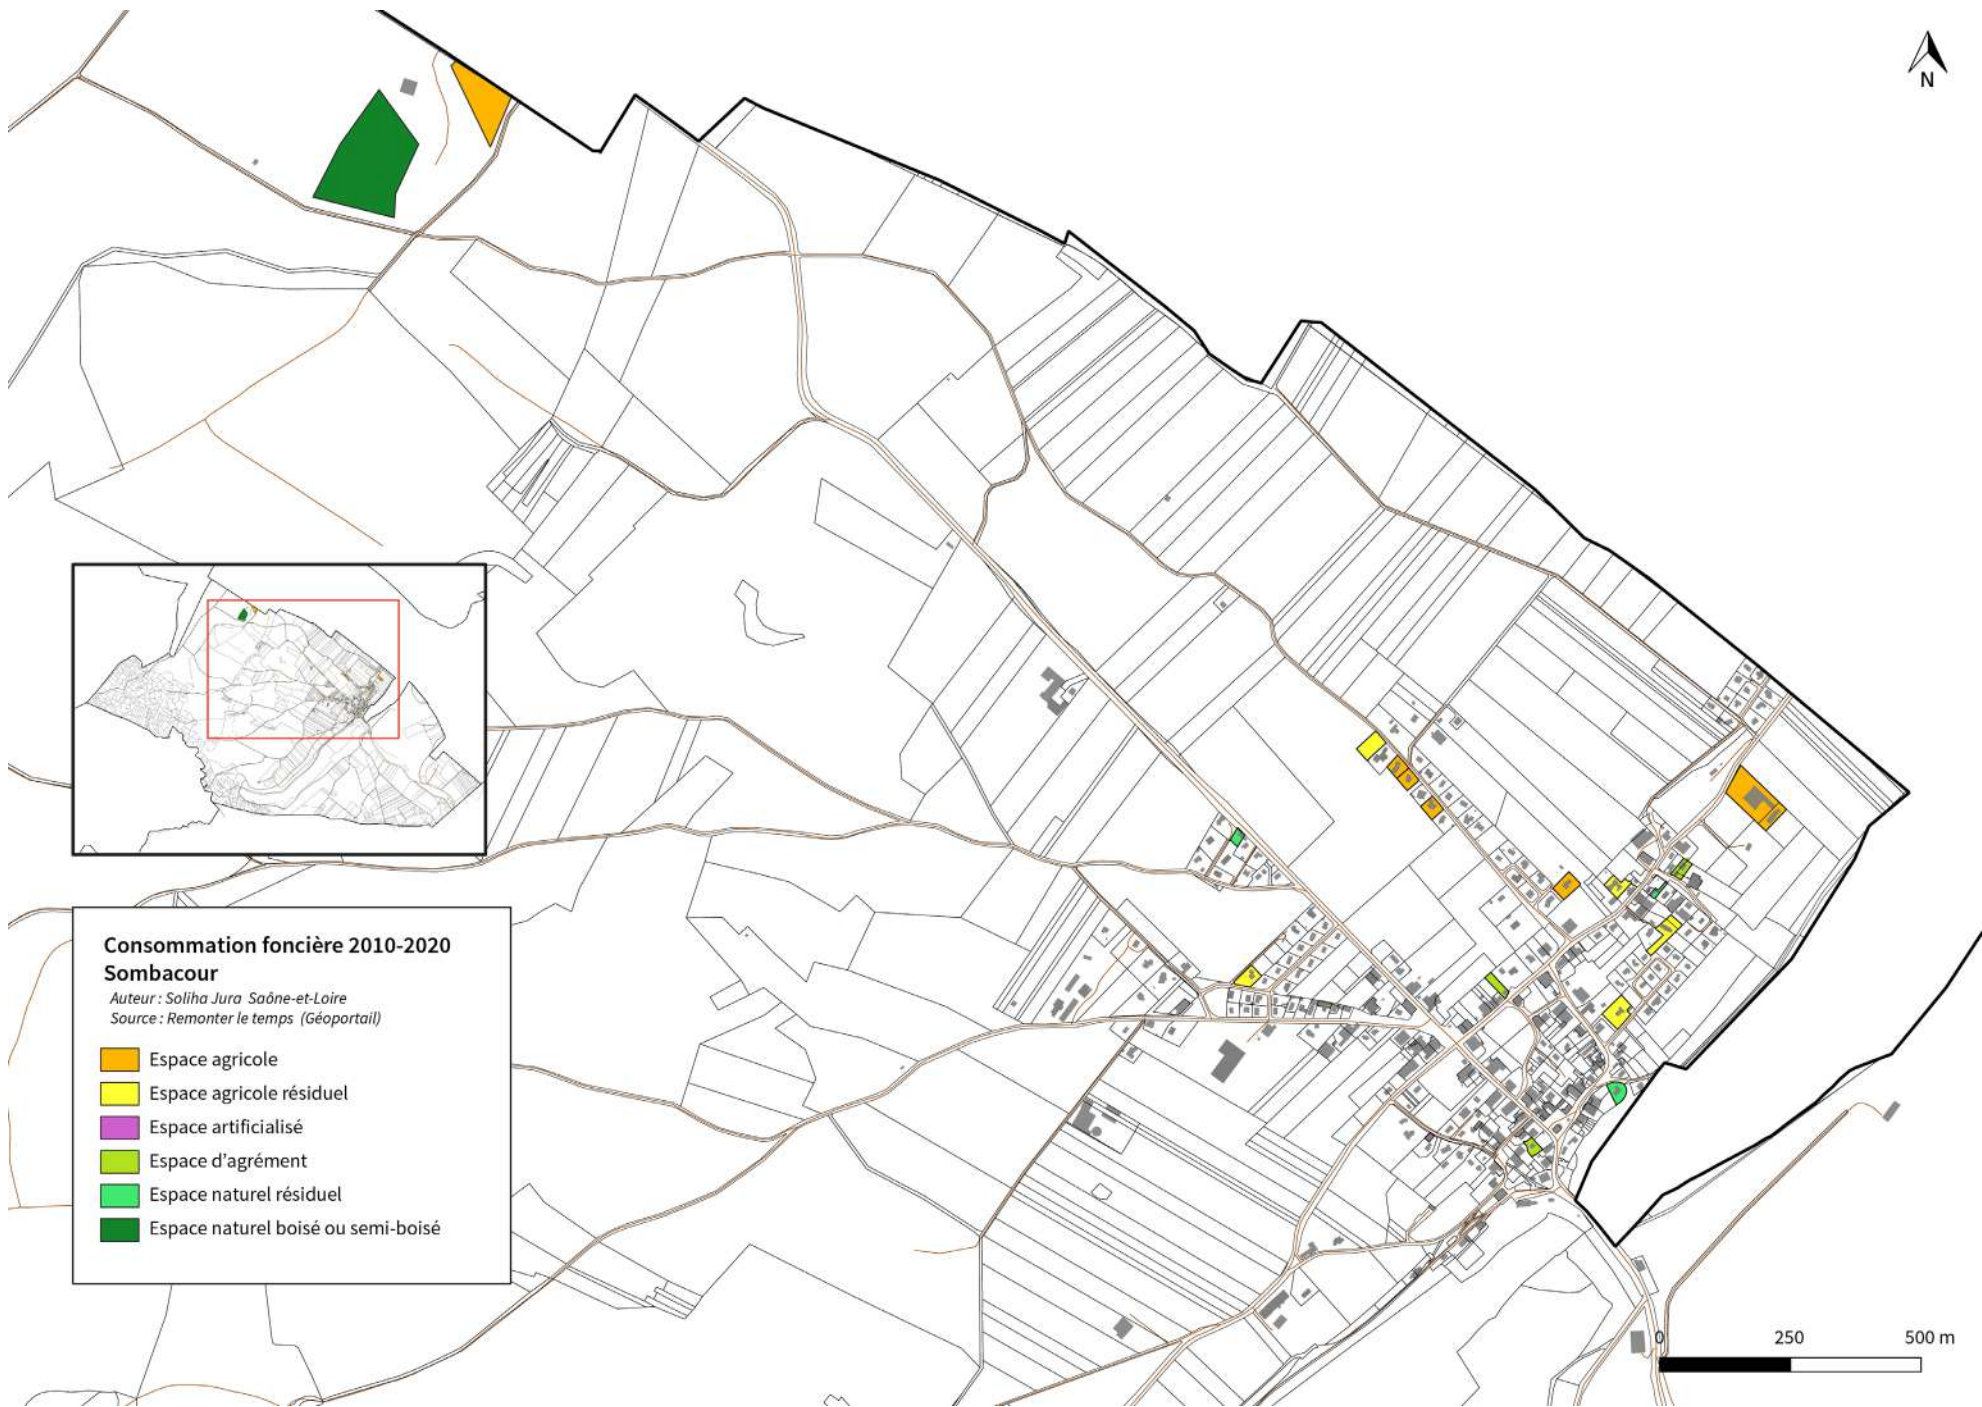 N
Consommation foncière 2010-2020
Sombacour
Auteur : Soliha Jura Saône-et-Loire
Source : Remonter le temps (Géoportail)
Espace agricole
Espace agricole résiduel
Espace artificialisé
Espace d'agrément
Espace naturel résiduel
Espace naturel boisé ou semi-boisé
0 250 500 m